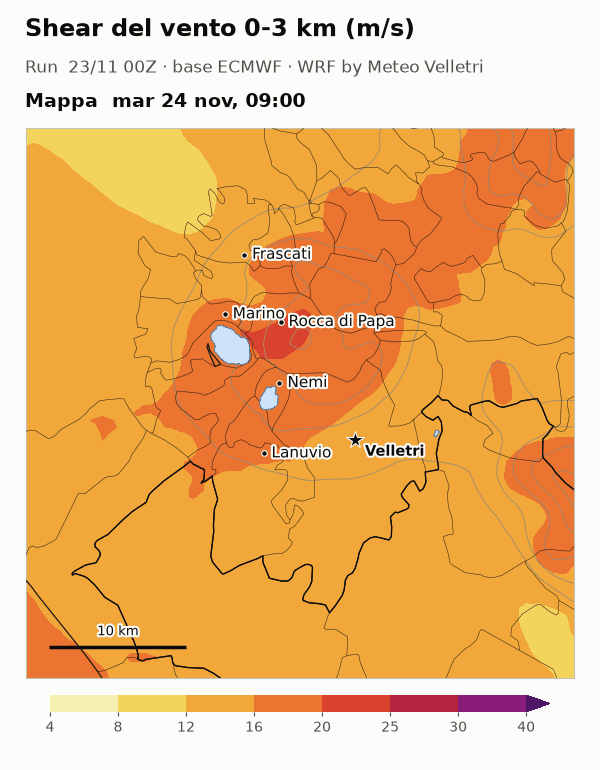 Shear del vento 0-3 km (m/s)
Run  23/11 00Z · base ECMWF · WRF by Meteo Velletri
Mappa  mar 24 nov, 09:00
Frascati
Marino
Rocca di Papa
Nemi
Velletri
Lanuvio
10 km
4 8 12 16 20 25 30 40